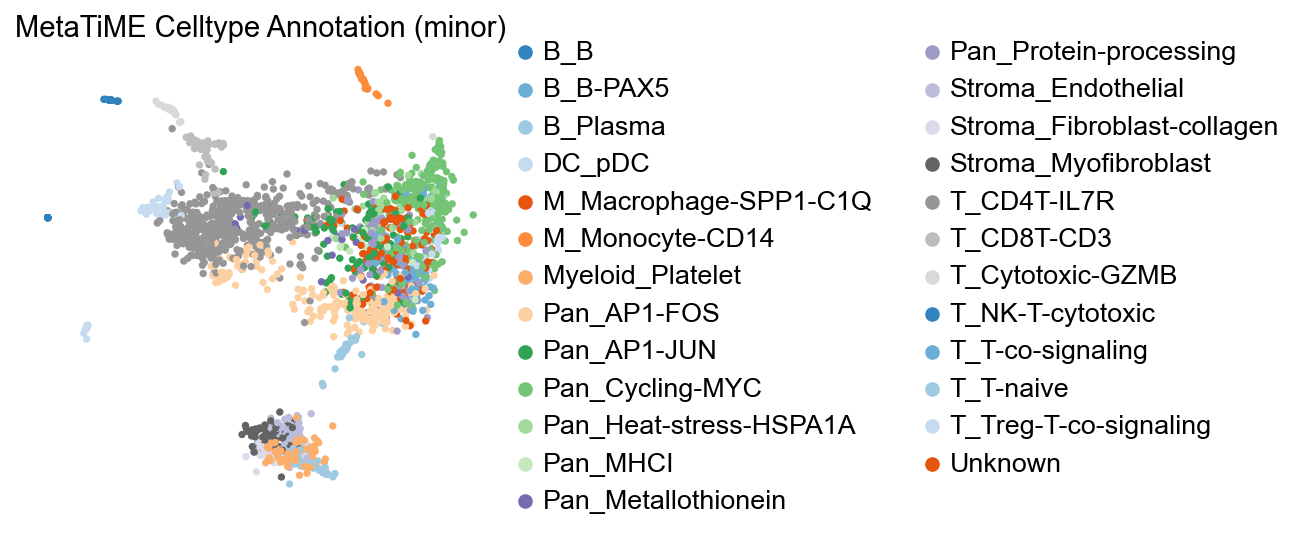 MetaTiME Celltype Annotation (minor)
B_B
B_B-PAX5
B_Plasma
DC_pDC
M_Macrophage-SPP1-C1Q
M_Monocyte-CD14
Myeloid_Platelet
Pan_AP1-FOS
Pan_AP1-JUN
Pan_Cycling-MYC
Pan_Heat-stress-HSPA1A
Pan_MHCI
Pan_Metallothionein
Pan_Protein-processing
Stroma_Endothelial
Stroma_Fibroblast-collagen
Stroma_Myofibroblast
T_CD4T-IL7R
T_CD8T-CD3
T_Cytotoxic-GZMB
T_NK-T-cytotoxic
T_T-co-signaling
T_T-naive
T_Treg-T-co-signaling
Unknown